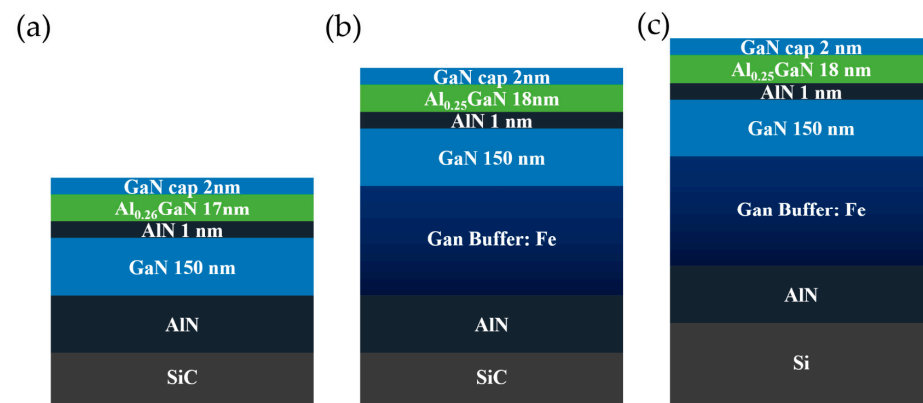 (a)
GaN cap 2nm
Al₀.₂₆GaN 17nm
AlN 1 nm
GaN 150 nm
AlN
SiC
(b)
GaN cap 2nm
Al₀.₂₅GaN 18nm
AlN 1 nm
GaN 150 nm
Gan Buffer: Fe
AlN
SiC
(c)
GaN cap 2 nm
Al₀.₂₅GaN 18 nm
AlN 1 nm
GaN 150 nm
Gan Buffer: Fe
AlN
Si